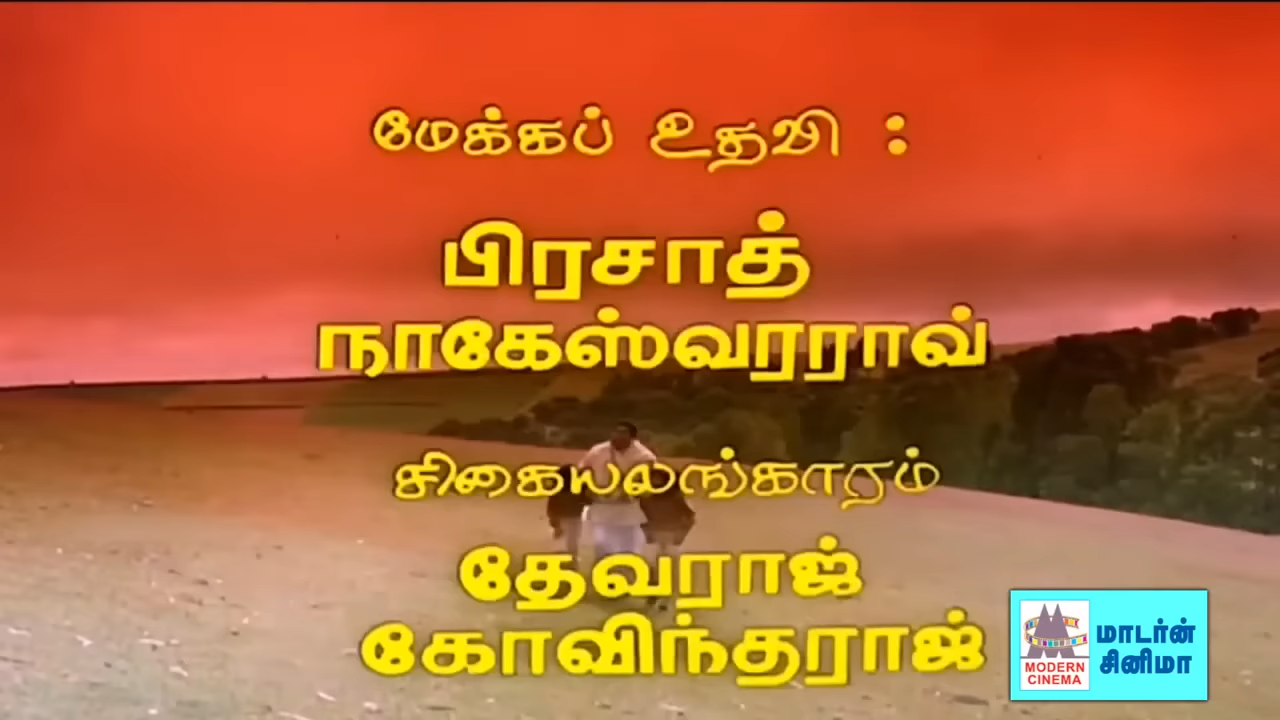 மேக்கப் உதவி :
பிரசாத்
நாகேஸ்வரராவ்
சிகையலங்காரம்
தேவராஜ்
கோவிந்தராஜ்
மாடர்ன்
சினிமா
MODERN
CINEMA